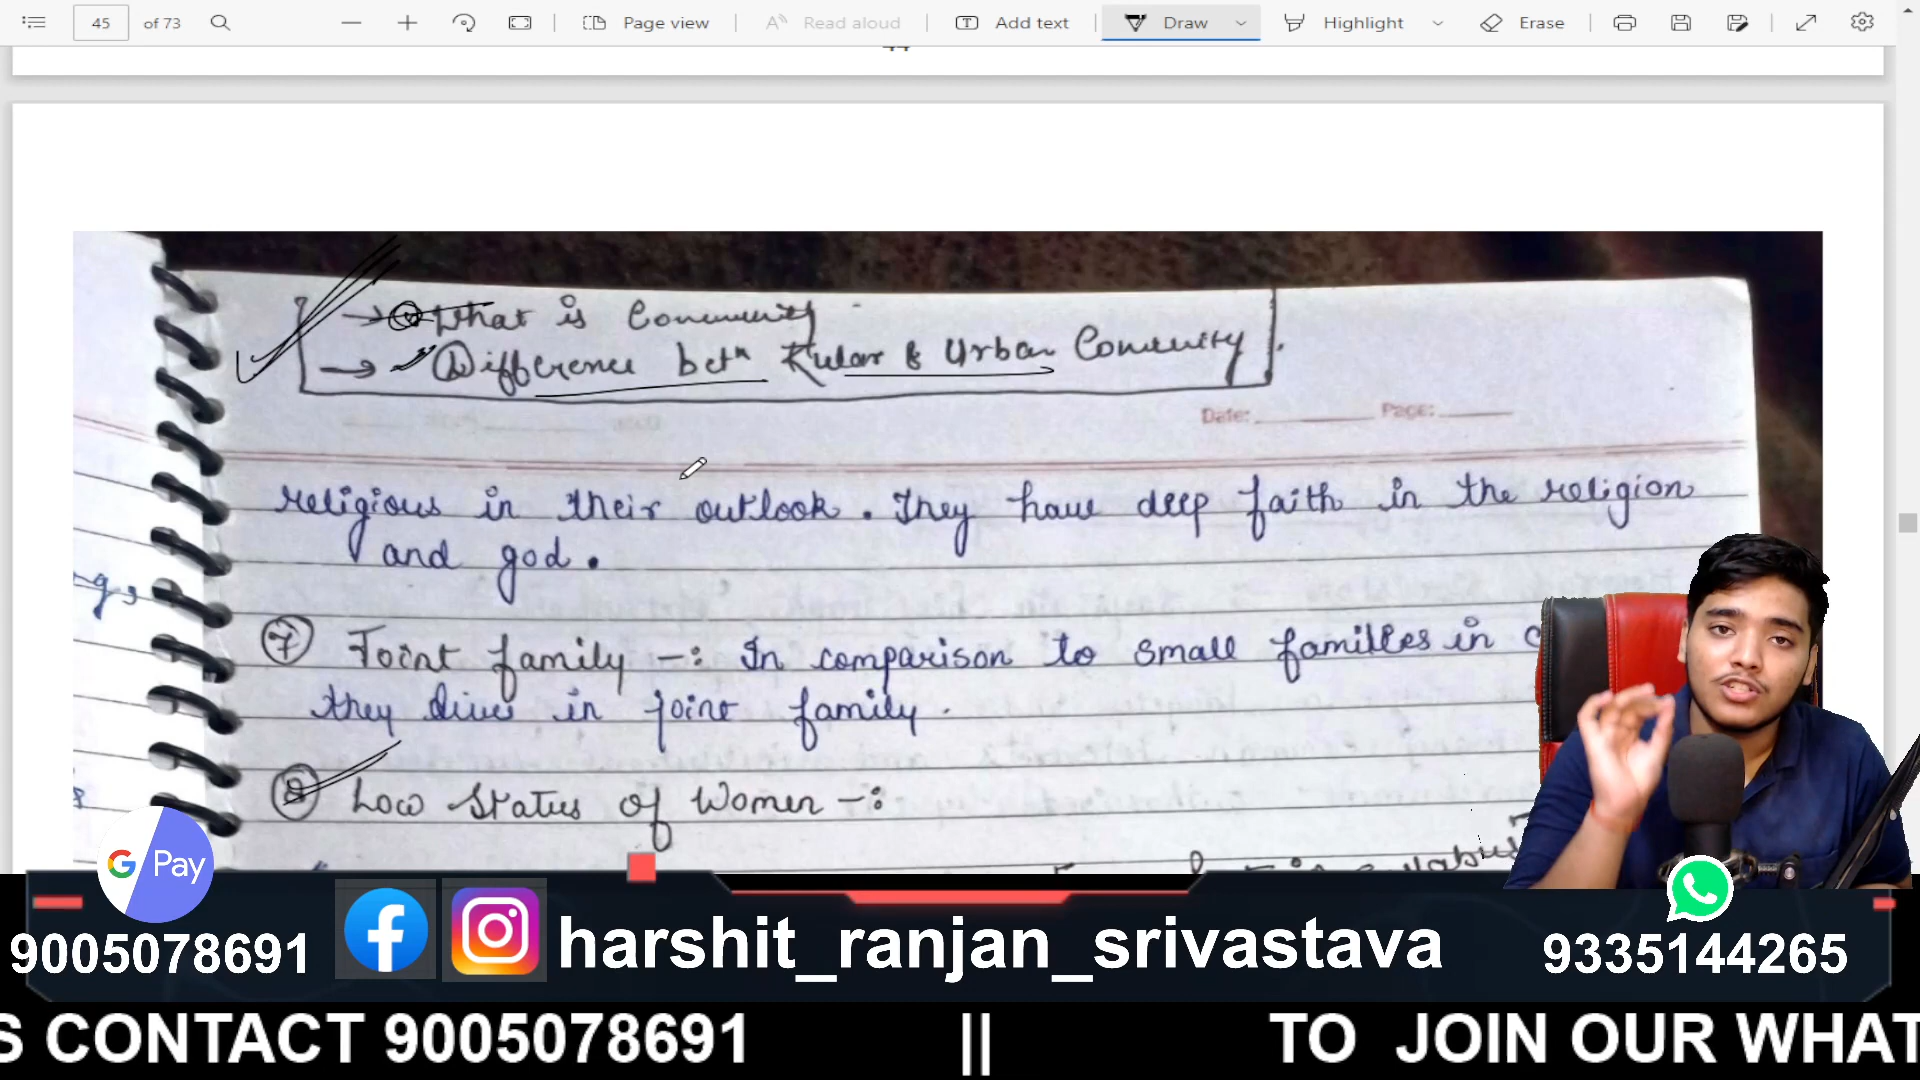 45 of 73 Page view Read aloud Add text Draw Highlight Erase
44
→ What is Community
→ Difference betn Rular & Urban Community
Date: Page:
religious in their outlook. They have deep faith in the religion
and god.
g,
7 Joint family -: In comparison to small families in
they lives in joint family.
8 Low Status of Women -:
G Pay
9005078691 harshit_ranjan_srivastava 9335144265
S CONTACT 9005078691 || TO JOIN OUR WHAT